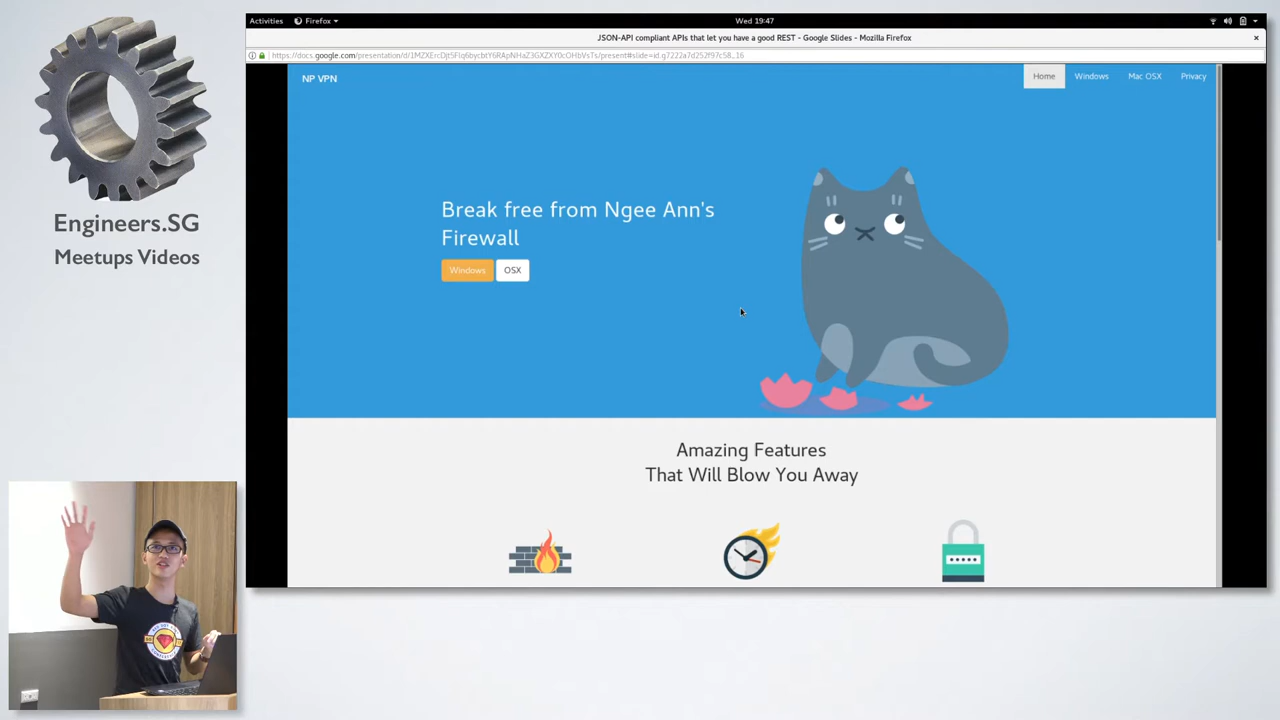 Activities
Firefox
Wed 19:47
JSON-API compliant APIs that let you have a good REST - Google Slides - Mozilla Firefox
NP VPN
Home
Windows
Mac OSX
Privacy
Break free from Ngee Ann's
Firewall
Windows
OSX
Amazing Features
That Will Blow You Away
Engineers.SG
Meetups Videos